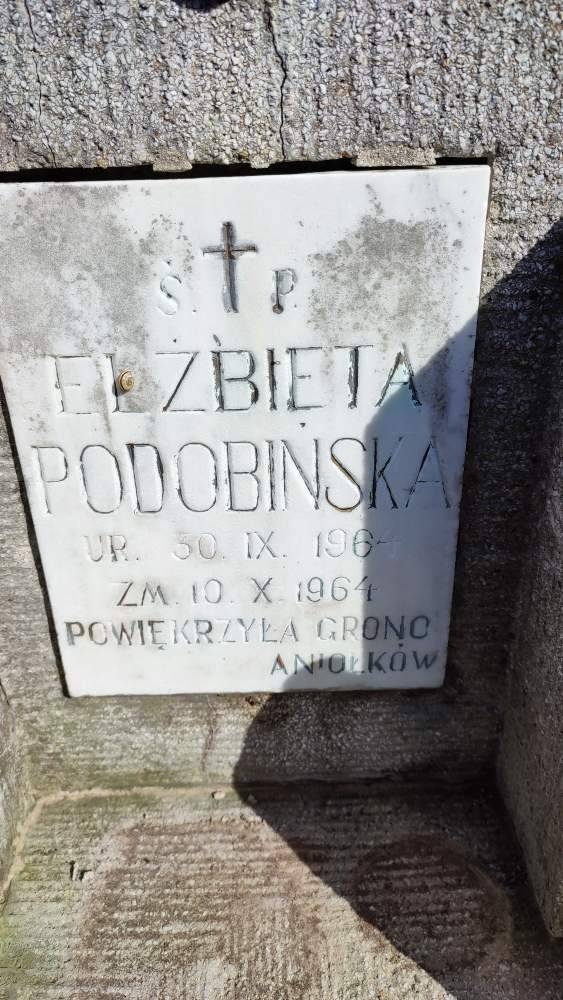 Ś. P.
ELŻBIETA
PODOBIŃSKA
UR. 30. IX. 1964
ZM. 10. X. 1964
POWIĘKRZYŁA GRONO
ANIOŁKÓW